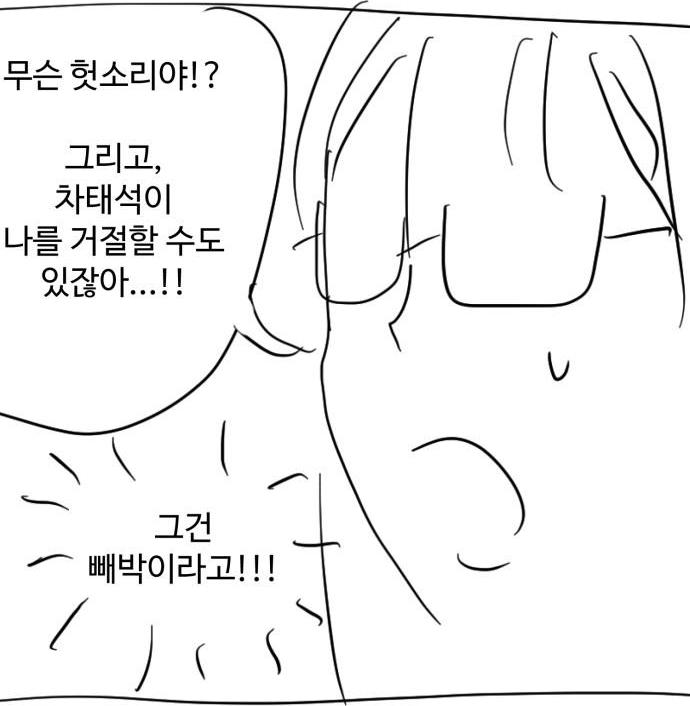 무슨 헛소리야!?
그리고,
차태석이
나를 거절할 수도
있잖아...!!
그건
빼박이라고!!!